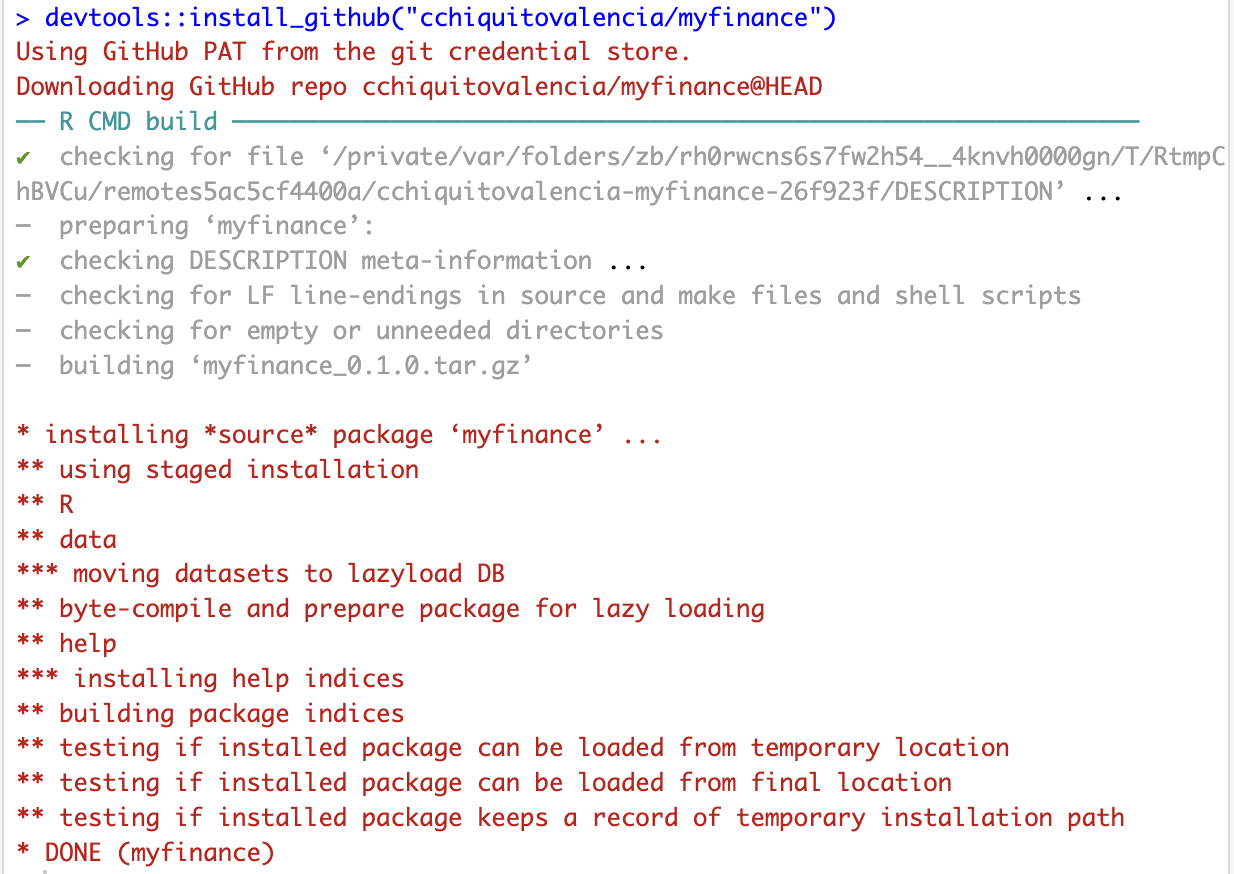 > devtools::install_github("cchiquitovalencia/myfinance")
Using GitHub PAT from the git credential store.
Downloading GitHub repo cchiquitovalencia/myfinance@HEAD
── R CMD build ───────────────────────────────────────────────────────────────
✔  checking for file ‘/private/var/folders/zb/rh0rwcns6s7fw2h54__4knvh0000gn/T/RtmpC
hBVCu/remotes5ac5cf4400a/cchiquitovalencia-myfinance-26f923f/DESCRIPTION’ ...
─  preparing ‘myfinance’:
✔  checking DESCRIPTION meta-information ...
─  checking for LF line-endings in source and make files and shell scripts
─  checking for empty or unneeded directories
─  building ‘myfinance_0.1.0.tar.gz’
* installing *source* package ‘myfinance’ ...
** using staged installation
** R
** data
*** moving datasets to lazyload DB
** byte-compile and prepare package for lazy loading
** help
*** installing help indices
** building package indices
** testing if installed package can be loaded from temporary location
** testing if installed package can be loaded from final location
** testing if installed package keeps a record of temporary installation path
* DONE (myfinance)